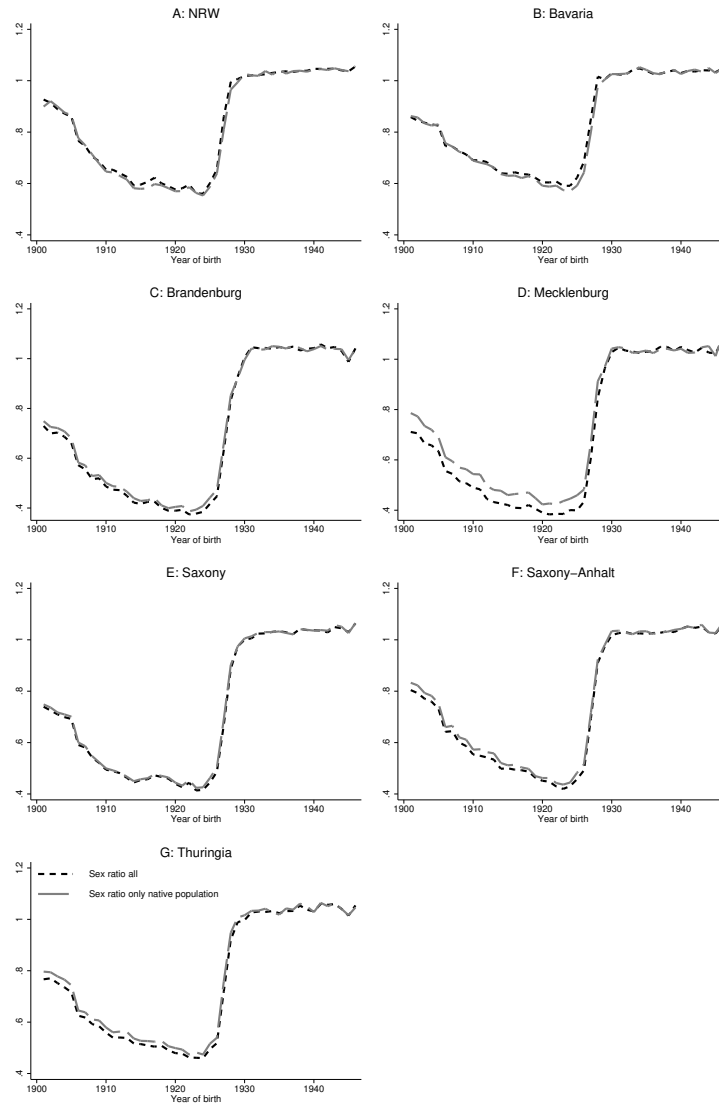 A: NRW
1.2
1
.8
.6
.4
1900 1910 1920 1930 1940
Year of birth
B: Bavaria
1.2
1
.8
.6
.4
1900 1910 1920 1930 1940
Year of birth
C: Brandenburg
1.2
1
.8
.6
.4
1900 1910 1920 1930 1940
Year of birth
D: Mecklenburg
1.2
1
.8
.6
.4
1900 1910 1920 1930 1940
Year of birth
E: Saxony
1.2
1
.8
.6
.4
1900 1910 1920 1930 1940
Year of birth
F: Saxony−Anhalt
1.2
1
.8
.6
.4
1900 1910 1920 1930 1940
Year of birth
G: Thuringia
Sex ratio all
Sex ratio only native population
1.2
1
.8
.6
.4
1900 1910 1920 1930 1940
Year of birth